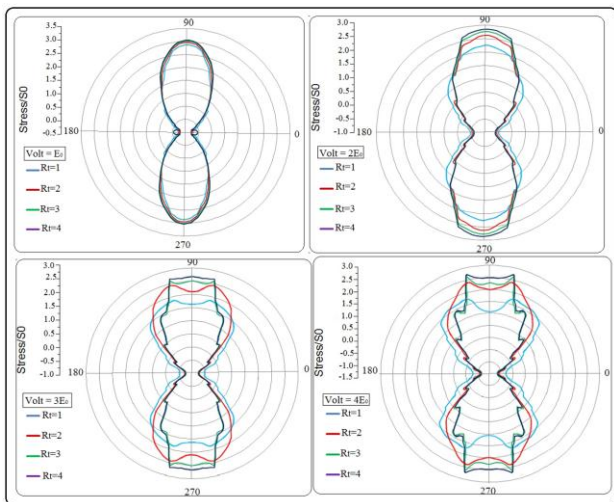 90
3.5
3.0
2.5
2.0
1.5
1.0
0.5
0.0
-0.5
Stress/S0
180
0
Volt = E₀
Rt=1
Rt=2
Rt=3
Rt=4
270
90
3.0
2.5
2.0
1.5
1.0
0.5
0.0
-0.5
-1.0
Stress/S0
180
0
Volt = 2E₀
Rt=1
Rt=2
Rt=3
Rt=4
270
90
3.0
2.5
2.0
1.5
1.0
0.5
0.0
-0.5
-1.0
Stress/S0
180
0
Volt = 3E₀
Rt=1
Rt=2
Rt=3
Rt=4
270
90
3.0
2.5
2.0
1.5
1.0
0.5
0.0
-0.5
-1.0
-1.5
Stress/S0
180
0
Volt = 4E₀
Rt=1
Rt=2
Rt=3
Rt=4
270